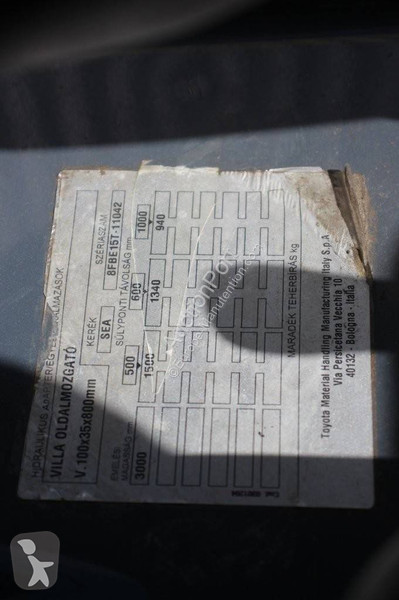 VILLA OLDALMOZGATÓ
V.100x35x800mm
KERÉK
SEA
SZÉRIASZÁM
8FBE15T-11042
SÚLYPONTI TÁVOLSÁG mm
500 600 1000
3000 1500 1340 940
MARADÉK TEHERBÍRÁS kg
Toyota Material Handling Manufacturing Italy S.p.A
Via Persicetana Vecchia 10
40132 - Bologna - Italia